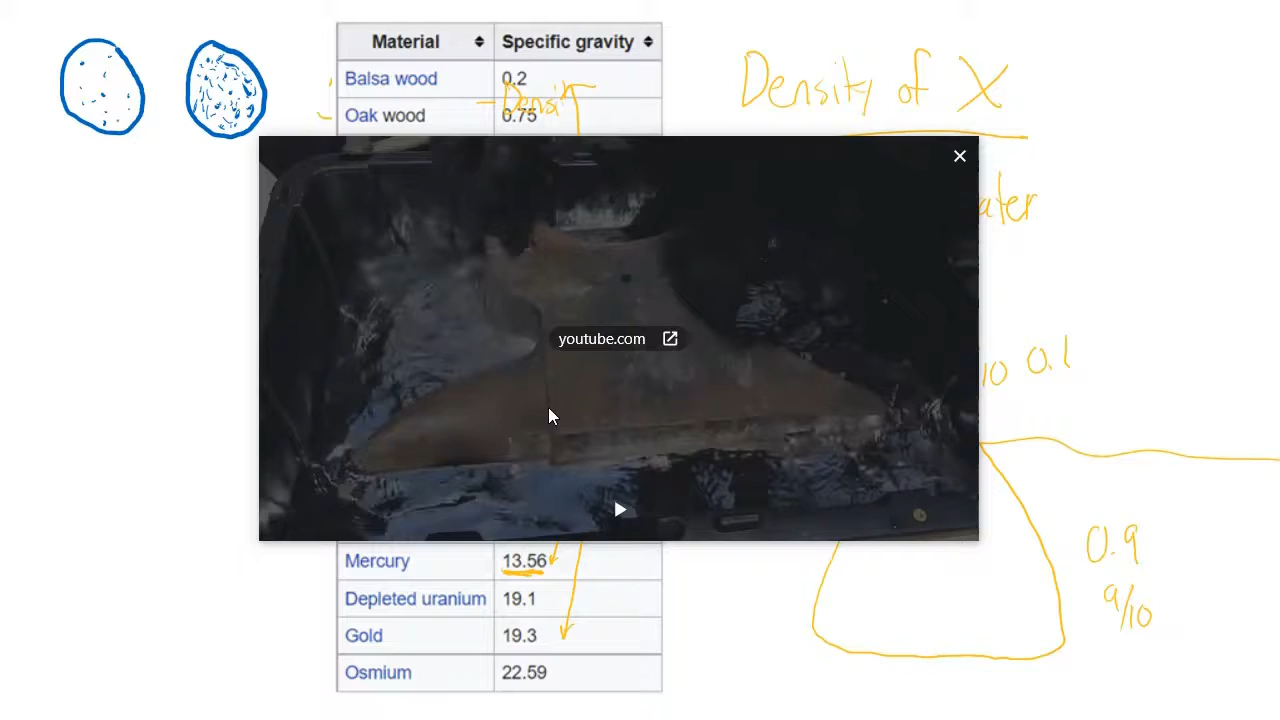 Material Specific gravity
Balsa wood 0.2
Oak wood 0.75
Density of X
youtube.com
10 0.1
Mercury 13.56
Depleted uranium 19.1
Gold 19.3
Osmium 22.59
0.9
9/10